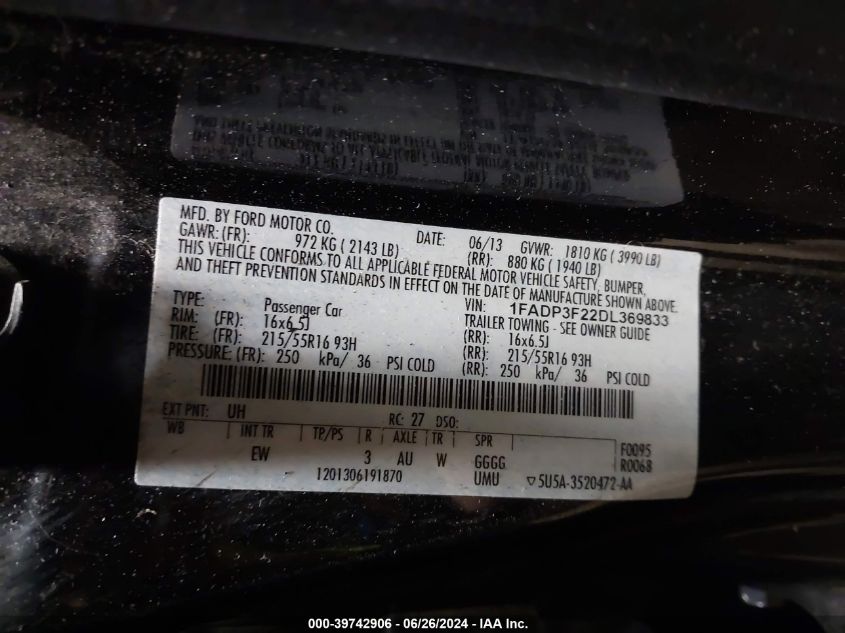 MFD. BY FORD MOTOR CO. DATE: 06/13 GVWR: 1810 KG ( 3990 LB)
GAWR: (FR): 972 KG ( 2143 LB) (RR): 880 KG ( 1940 LB)
THIS VEHICLE CONFORMS TO ALL APPLICABLE FEDERAL MOTOR VEHICLE SAFETY, BUMPER,
AND THEFT PREVENTION STANDARDS IN EFFECT ON THE DATE OF MANUFACTURE SHOWN ABOVE.
VIN: 1FADP3F22DL369833
TYPE: Passenger Car TRAILER TOWING - SEE OWNER GUIDE
RIM: (FR): 16x6.5J (RR): 16x6.5J
TIRE: (FR): 215/55R16 93H (RR): 215/55R16 93H
PRESSURE: (FR): 250 kPa/ 36 PSI COLD (RR): 250 kPa/ 36 PSI COLD
EXT PNT: UH RC: 27 DSO:
WB INT TR TP/PS R AXLE TR SPR F0095
EW 3 AU W GGGG R0068
1201306191870 UMU ▽5U5A-3520472-AA
000-39742906 - 06/26/2024 - IAA Inc.